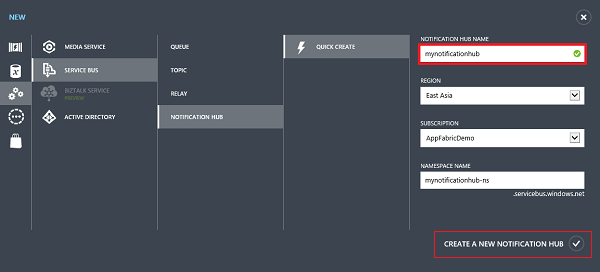 NEW
MEDIA SERVICE
SERVICE BUS
BIZTALK SERVICE
PREVIEW
ACTIVE DIRECTORY
QUEUE
TOPIC
RELAY
NOTIFICATION HUB
QUICK CREATE
NOTIFICATION HUB NAME
mynotificationhub
REGION
East Asia
SUBSCRIPTION
AppFabricDemo
NAMESPACE NAME
mynotificationhub-ns
.servicebus.windows.net
CREATE A NEW NOTIFICATION HUB